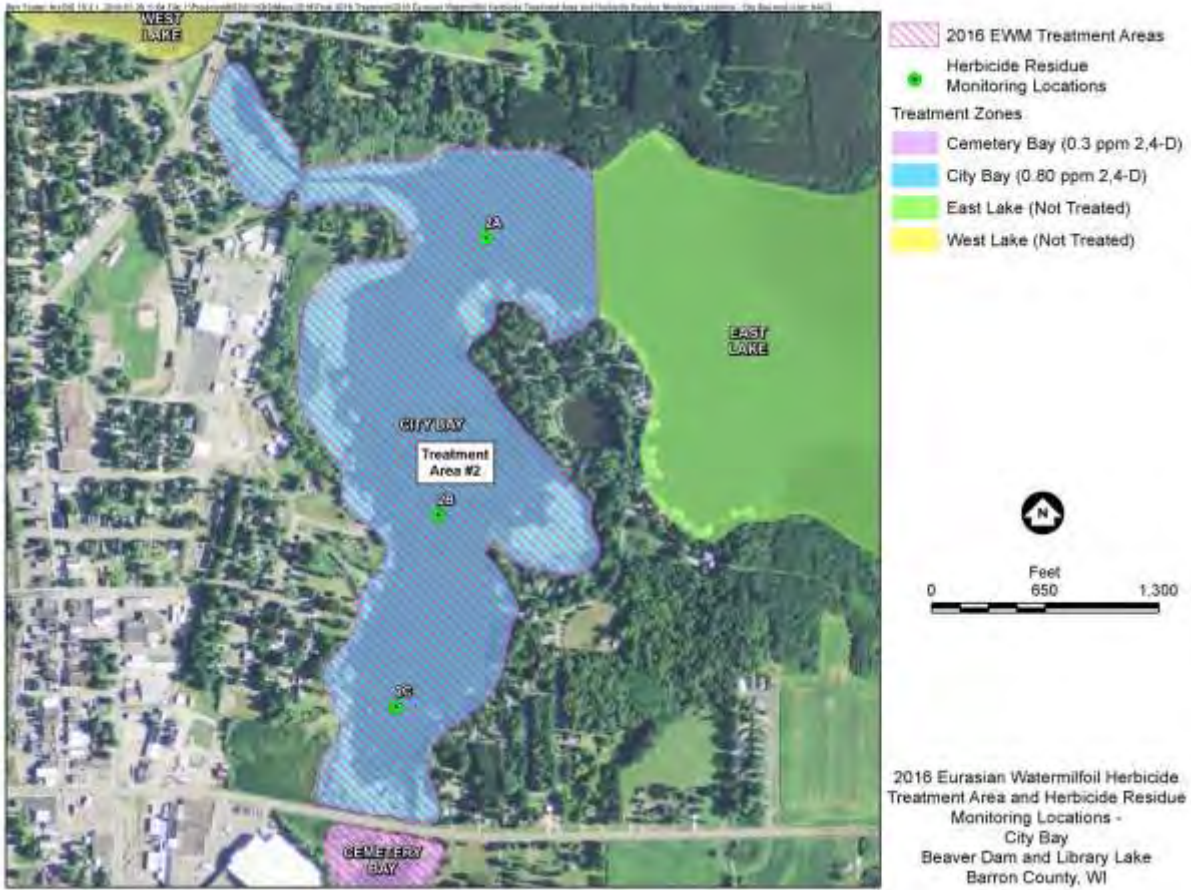 WEST
LAKE
2A
EAST
LAKE
CITY BAY
Treatment
Area #2
2B
2C
CEMETERY
BAY
2016 EWM Treatment Areas
Herbicide Residue
Monitoring Locations
Treatment Zones
Cemetery Bay (0.3 ppm 2,4-D)
City Bay (0.80 ppm 2,4-D)
East Lake (Not Treated)
West Lake (Not Treated)
N
Feet
0 650 1,300
2016 Eurasian Watermilfoil Herbicide
Treatment Area and Herbicide Residue
Monitoring Locations -
City Bay
Beaver Dam and Library Lake
Barron County, WI